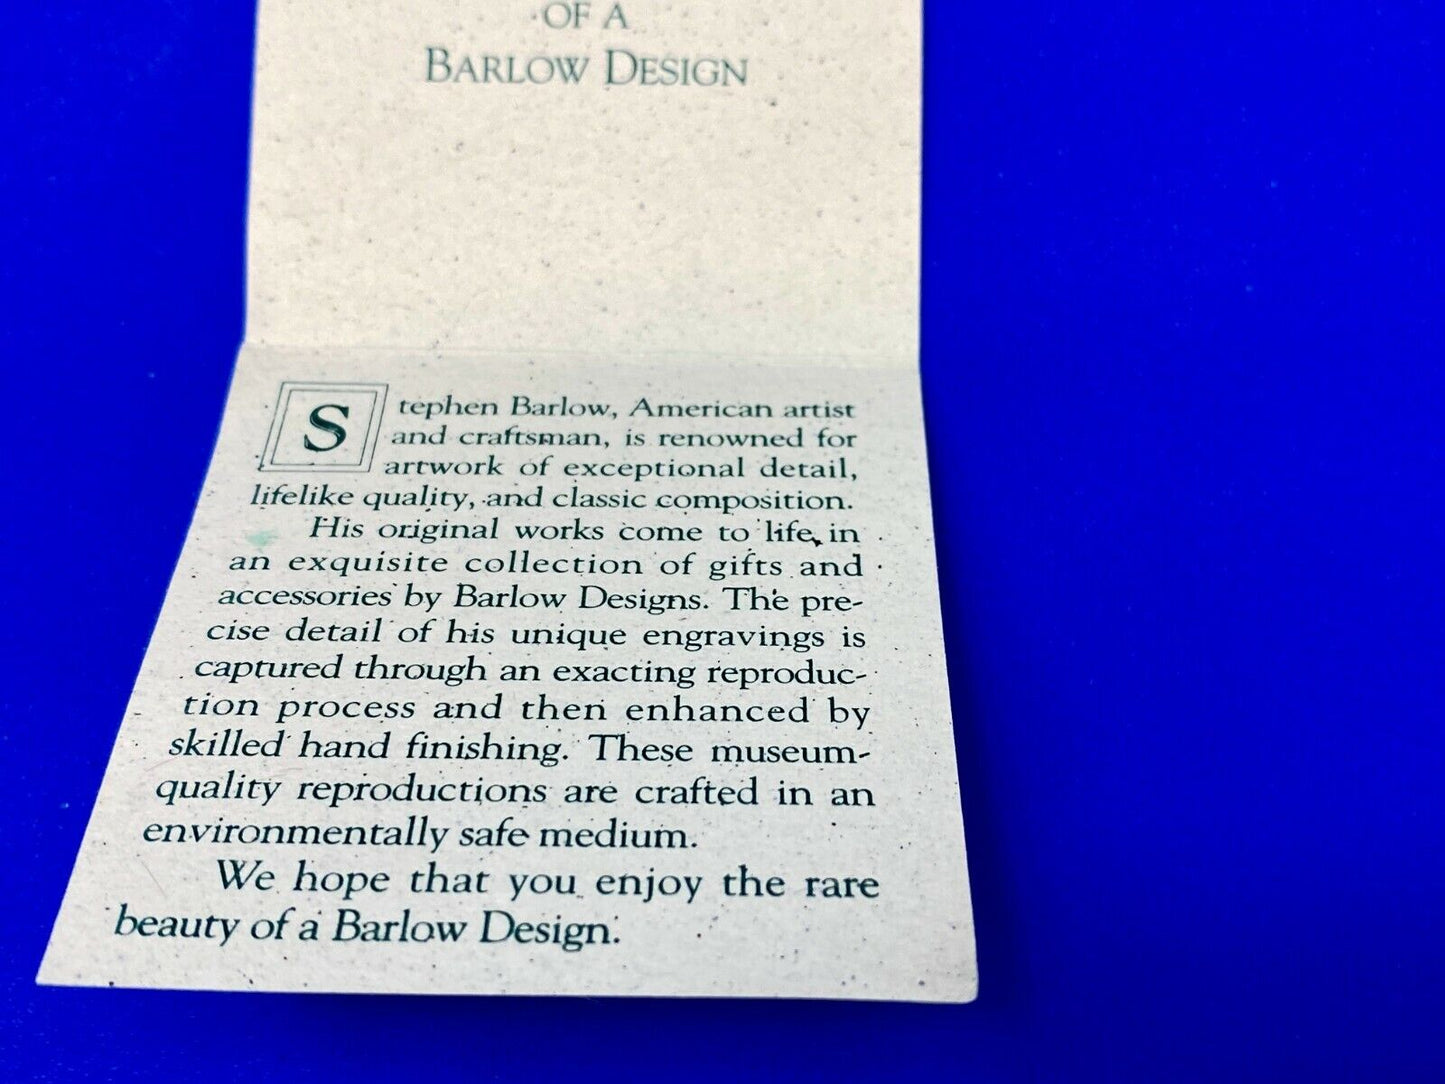 OF A
BARLOW DESIGN
Stephen Barlow, American artist
and craftsman, is renowned for
artwork of exceptional detail,
lifelike quality, and classic composition.
His original works come to life in
an exquisite collection of gifts and
accessories by Barlow Designs. The pre-
cise detail of his unique engravings is
captured through an exacting reproduc-
tion process and then enhanced by
skilled hand finishing. These museum-
quality reproductions are crafted in an
environmentally safe medium.
We hope that you enjoy the rare
beauty of a Barlow Design.